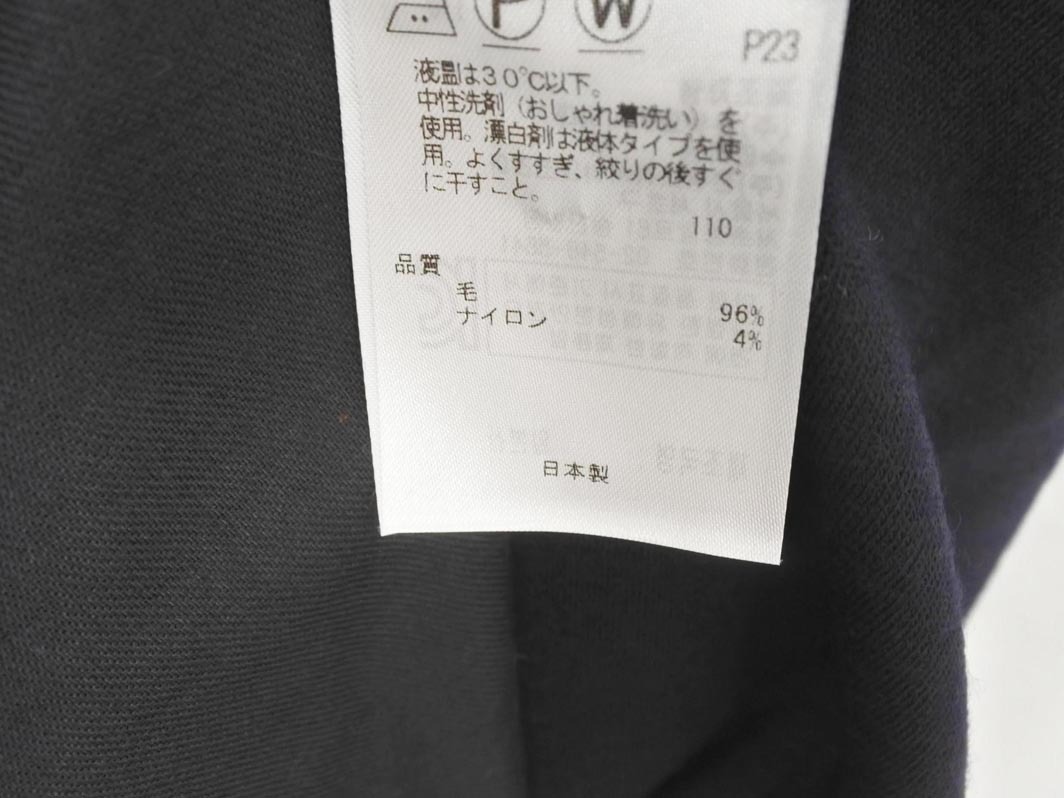 P W
P23
液温は30℃以下。
中性洗剤（おしゃれ着洗い）を
使用。漂白剤は液体タイプを使
用。よくすすぎ、絞りの後すぐ
に干すこと。
110
品質
毛 96%
ナイロン 4%
日本製